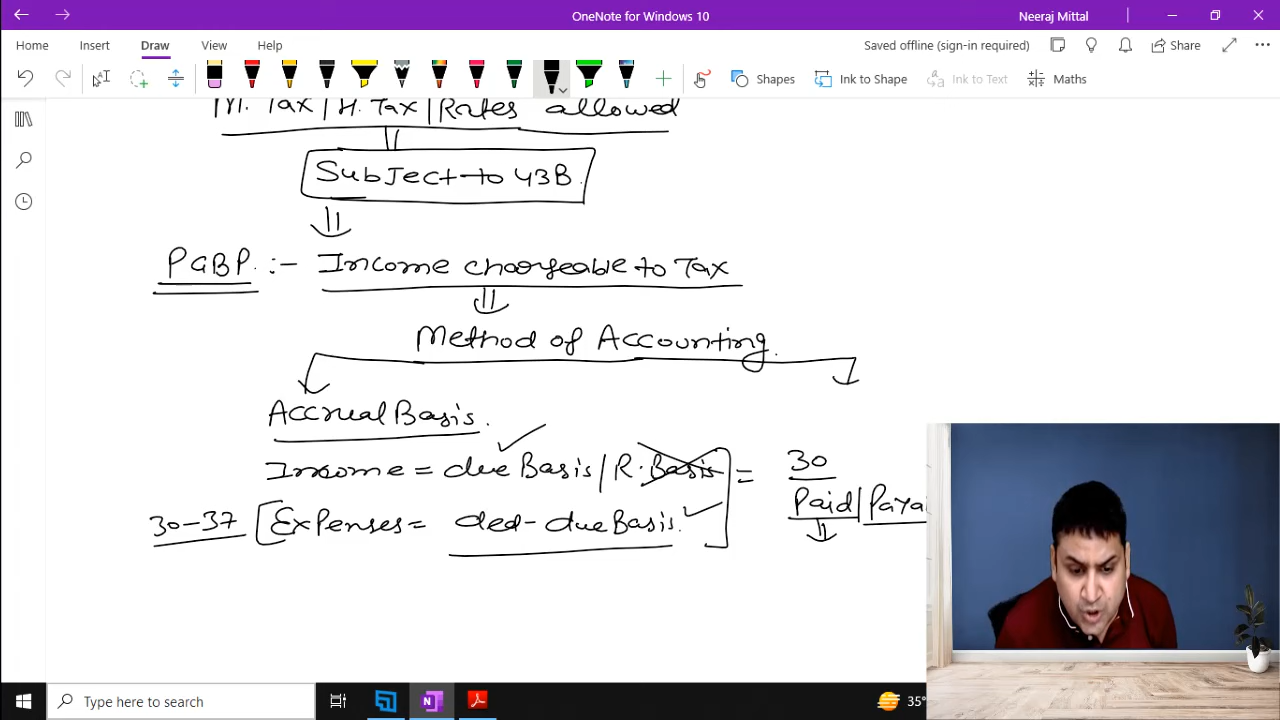 OneNote for Windows 10
Neeraj Mittal
Home Insert Draw View Help
Saved offline (sign-in required)
Share
Shapes
Ink to Shape
Ink to Text
Maths
M. Tax | H. Tax | Rates allowed
Subject to 43B.
PGBP. :- Income chargeable to Tax
Method of Accounting.
Accrual Basis.
Income = due Basis / R. Basis = 30
Paid | Paya
30-37 Expenses = ded - due Basis.
Type here to search
35°